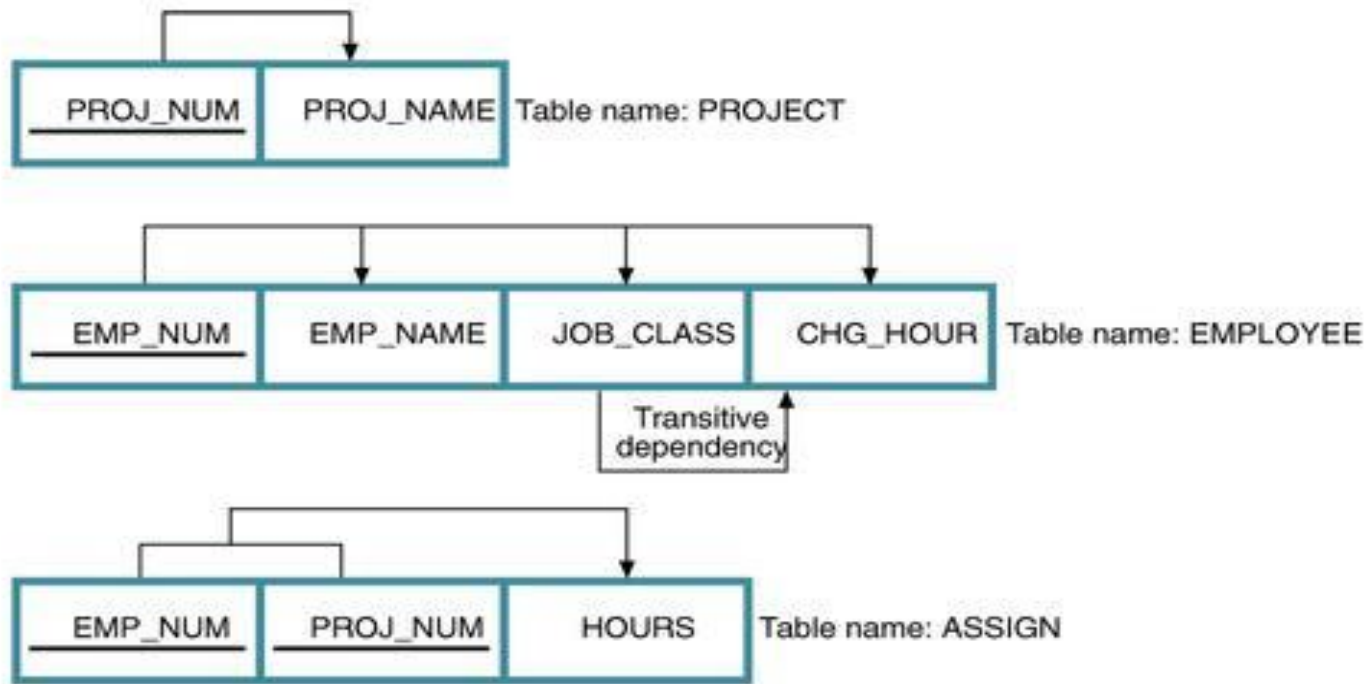 PROJ_NUM PROJ_NAME Table name: PROJECT
EMP_NUM EMP_NAME JOB_CLASS CHG_HOUR Table name: EMPLOYEE
Transitive
dependency
EMP_NUM PROJ_NUM HOURS Table name: ASSIGN